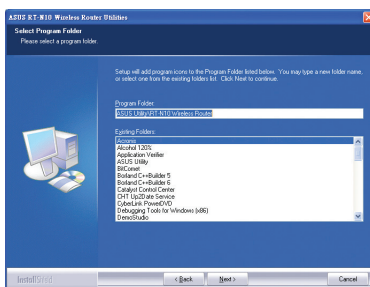 ASUS RT-N10 Wireless Router Utilities
Select Program Folder
Please select a program folder.
Setup will add program icons to the Program Folder listed below. You may type a new folder name,
or select one from the existing folders list. Click Next to continue.
Program Folder:
ASUS Utility\RT-N10 Wireless Router
Existing Folders:
Acronis
Alcohol 120%
Application Verifier
ASUS Utility
BitComet
Borland C++Builder 5
Borland C++Builder 6
Catalyst Control Center
CHT Up2Date Service
CyberLink PowerDVD
Debugging Tools for Windows (x86)
DemoStudio
InstallShield
< Back
Next >
Cancel